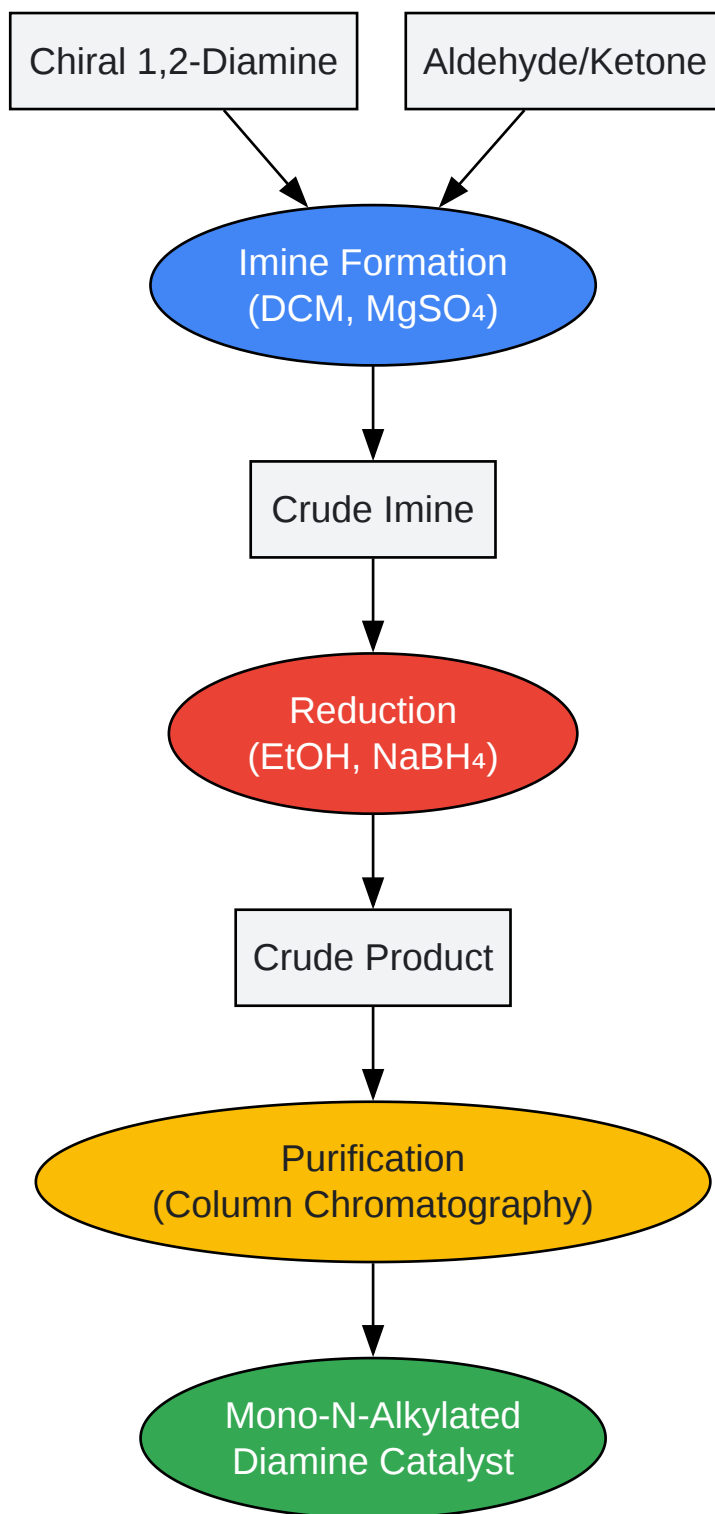 Chiral 1,2-Diamine
Aldehyde/Ketone
Imine Formation
(DCM, MgSO₄)
Crude Imine
Reduction
(EtOH, NaBH₄)
Crude Product
Purification
(Column Chromatography)
Mono-N-Alkylated
Diamine Catalyst